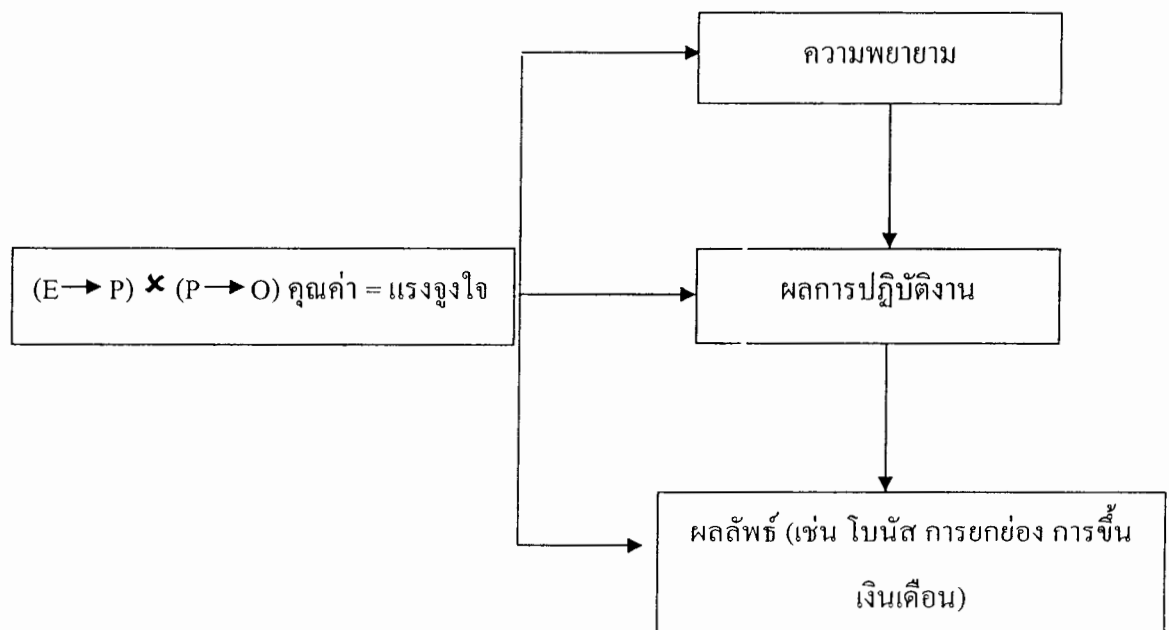 ความพยายาม
(E→ P) ✖ (P→ O) คุณค่า = แรงจูงใจ
ผลการปฏิบัติงาน
ผลลัพธ์ (เช่น โบนัส การยกย่อง การขึ้น
เงินเดือน)